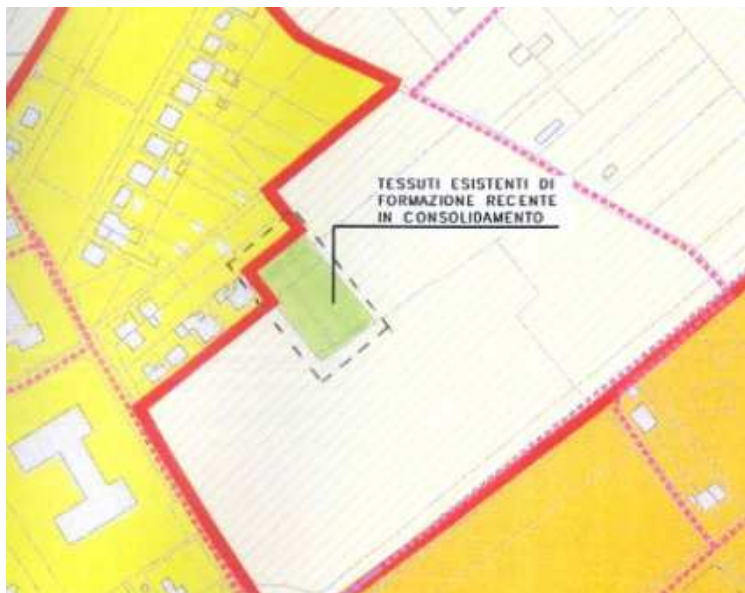 TESSUTI ESISTENTI DI
FORMAZIONE RECENTE
IN CONSOLIDAMENTO